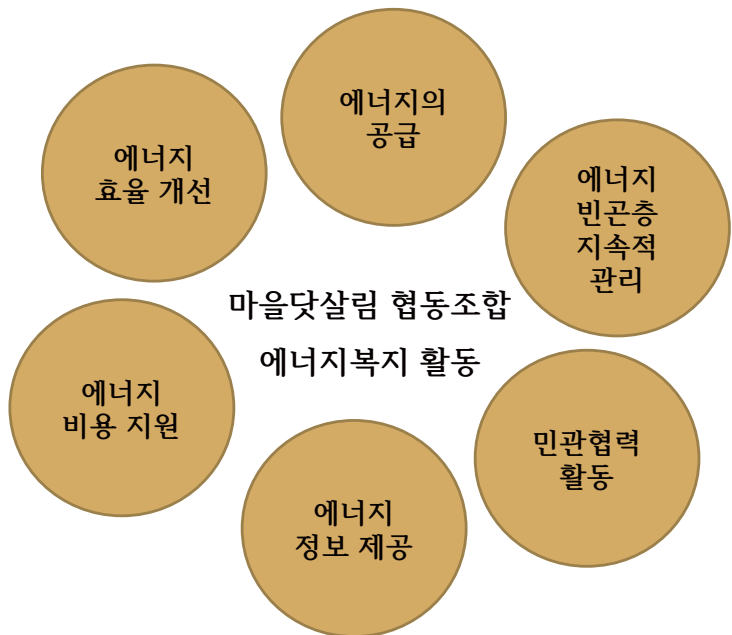 에너지의
공급
에너지
효율 개선
에너지
빈곤층
지속적
관리
마을닷살림 협동조합
에너지복지 활동
에너지
비용 지원
민관협력
활동
에너지
정보 제공